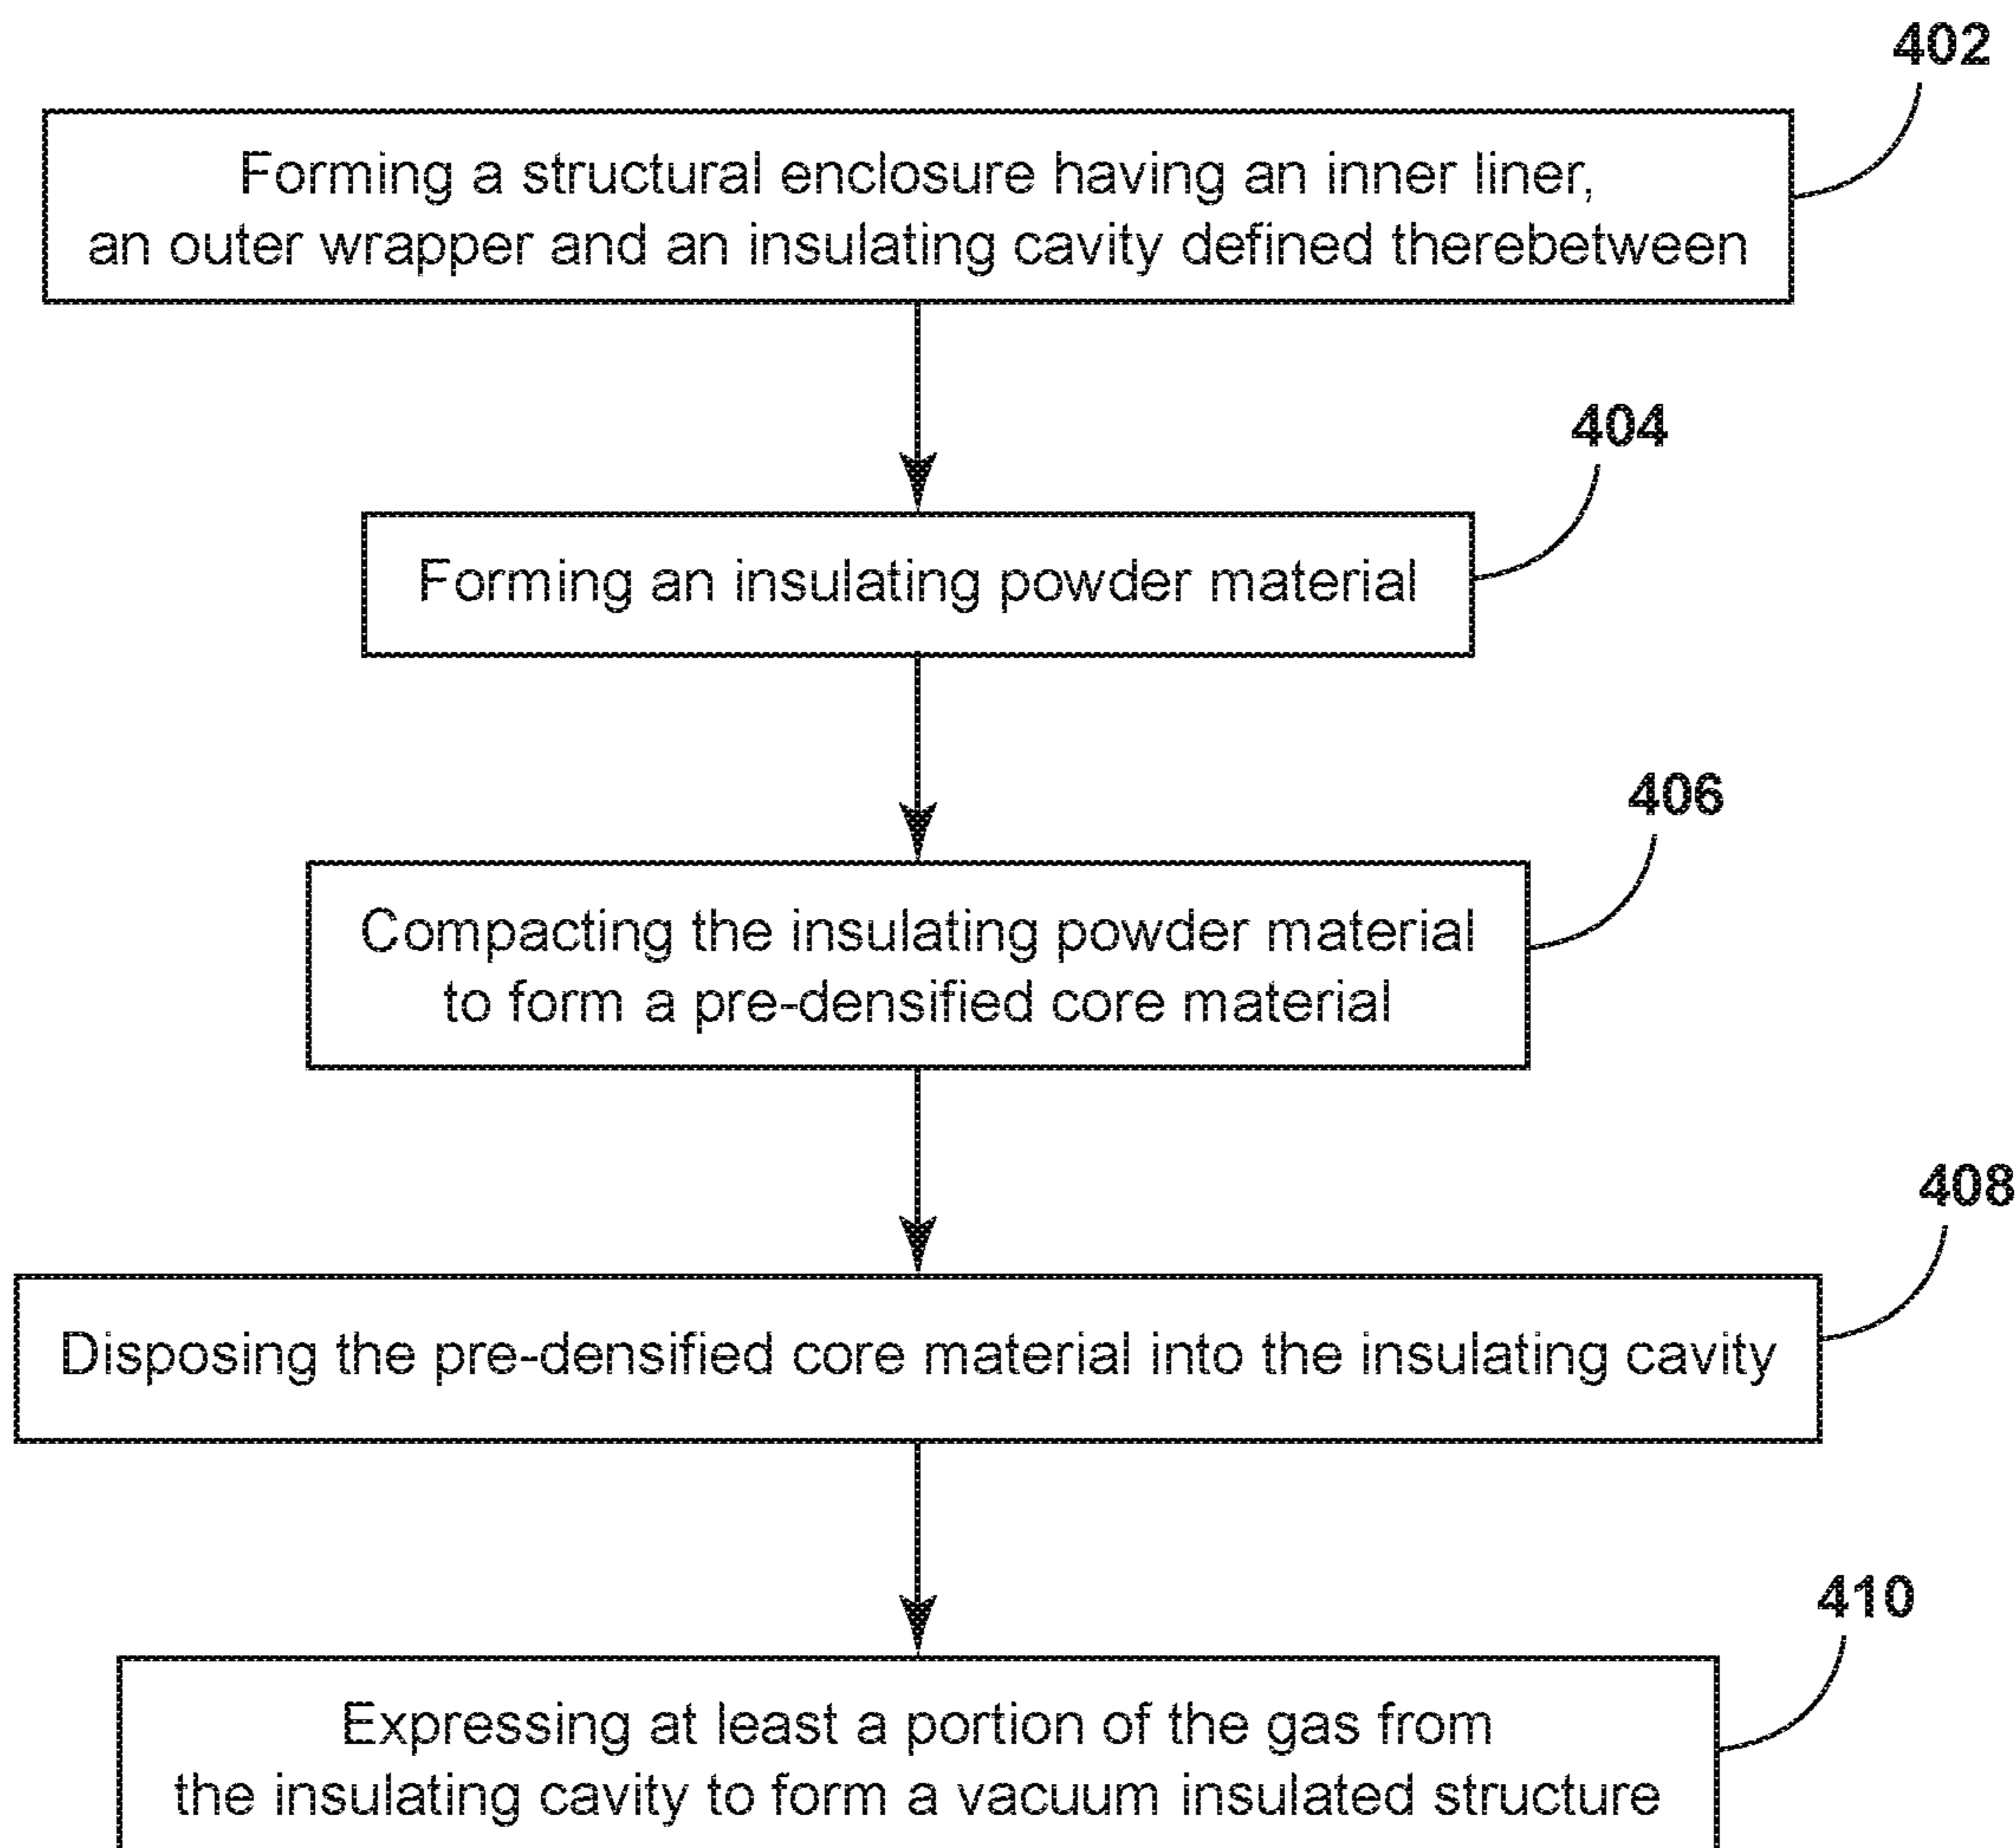 402
Forming a structural enclosure having an inner liner,
an outer wrapper and an insulating cavity defined therebetween
404
Forming an insulating powder material
406
Compacting the insulating powder material
to form a pre-densified core material
408
Disposing the pre-densified core material into the insulating cavity
410
Expressing at least a portion of the gas from
the insulating cavity to form a vacuum insulated structure